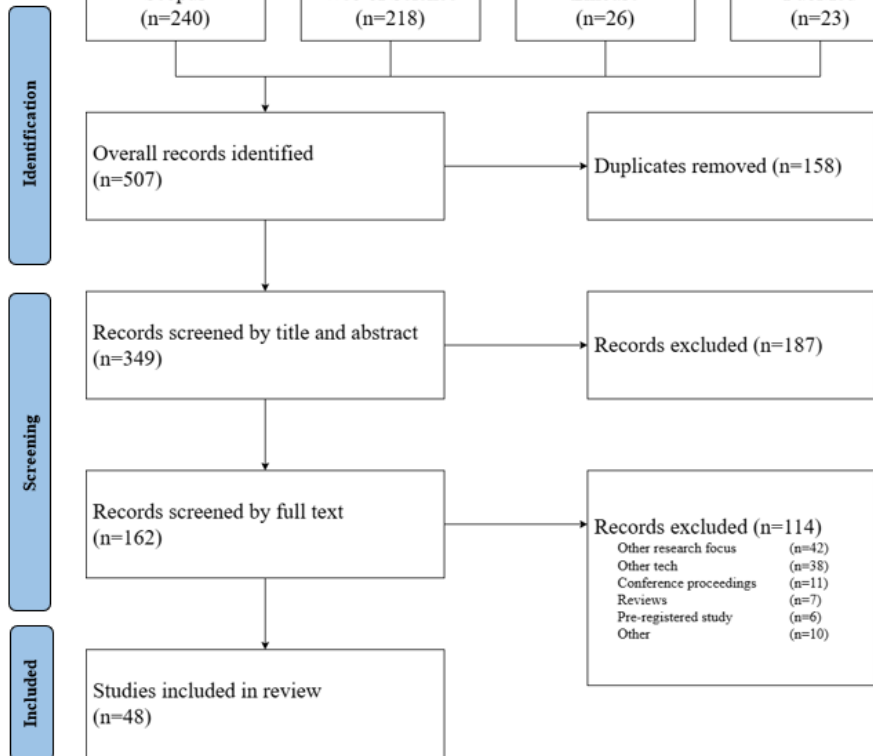 (n=240)
(n=218)
(n=26)
(n=23)
Identification
Overall records identified
(n=507)
Duplicates removed (n=158)
Screening
Records screened by title and abstract
(n=349)
Records excluded (n=187)
Records screened by full text
(n=162)
Records excluded (n=114)
Other research focus (n=42)
Other tech (n=38)
Conference proceedings (n=11)
Reviews (n=7)
Pre-registered study (n=6)
Other (n=10)
Included
Studies included in review
(n=48)